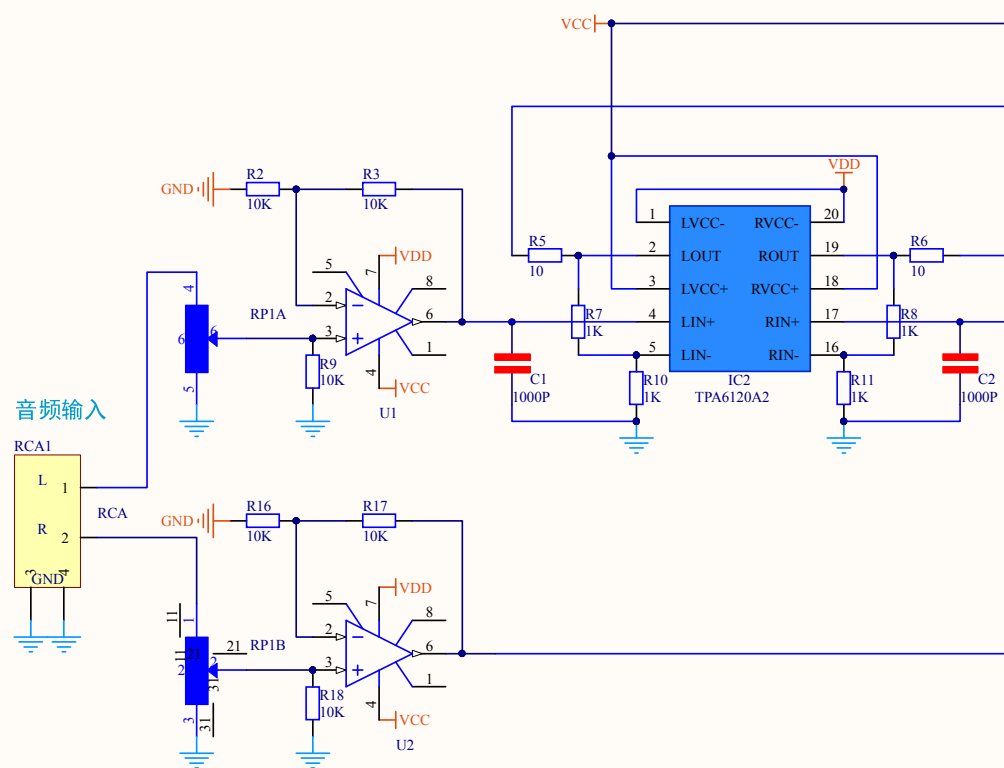 VCC
VDD
GND
R2
10K
R3
10K
5
7
VDD
8
2
3
6
1
4
VCC
U1
R9
10K
4
6
6
5
RP1A
R5
10
1
2
3
4
5
LVCC-
LOUT
LVCC+
LIN+
LIN-
RVCC-
ROUT
RVCC+
RIN+
RIN-
20
19
18
17
16
IC2
TPA6120A2
R6
10
R7
1K
R8
1K
C1
1000P
R10
1K
R11
1K
C2
1000P
音频输入
RCA1
L
1
R
2
GND
3
4
RCA
GND
R16
10K
R17
10K
5
7
VDD
8
2
3
6
1
4
VCC
U2
R18
10K
11
1
11
21
21
2
2
31
3
31
RP1B